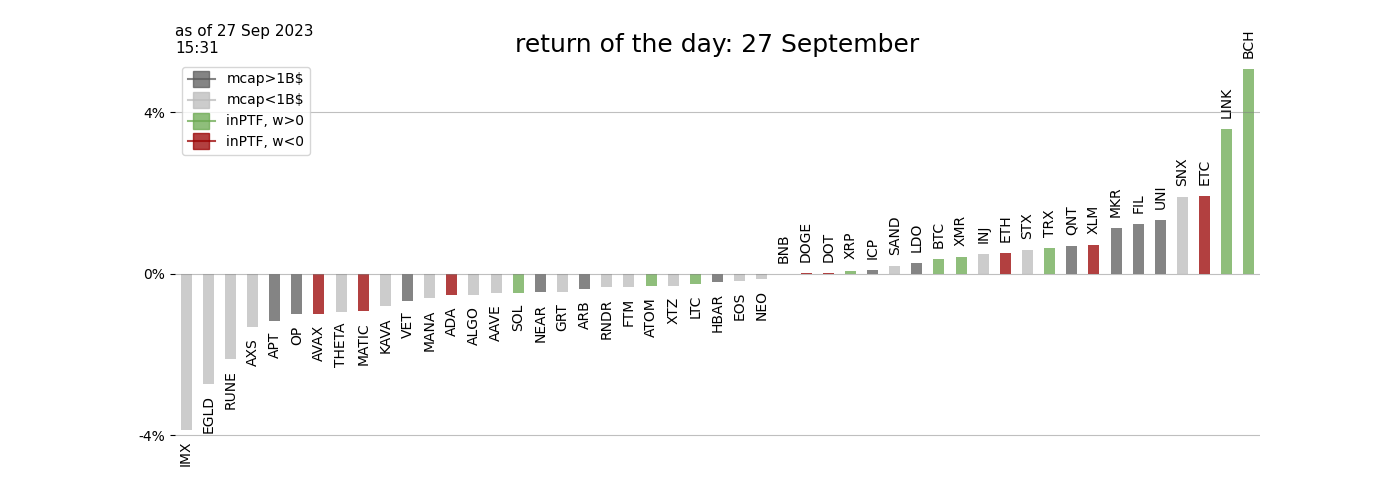 as of 27 Sep 2023
15:31
return of the day: 27 September
mcap>1B$
mcap<1B$
inPTF, w>0
inPTF, w<0
4%
0%
-4%
IMX
EGLD
RUNE
AXS
APT
OP
AVAX
THETA
MATIC
KAVA
VET
MANA
ADA
ALGO
AAVE
SOL
NEAR
GRT
ARB
RNDR
FTM
ATOM
XTZ
LTC
HBAR
EOS
NEO
BNB
DOGE
DOT
XRP
ICP
SAND
LDO
BTC
XMR
INJ
ETH
STX
TRX
QNT
XLM
MKR
FIL
UNI
SNX
ETC
LINK
BCH